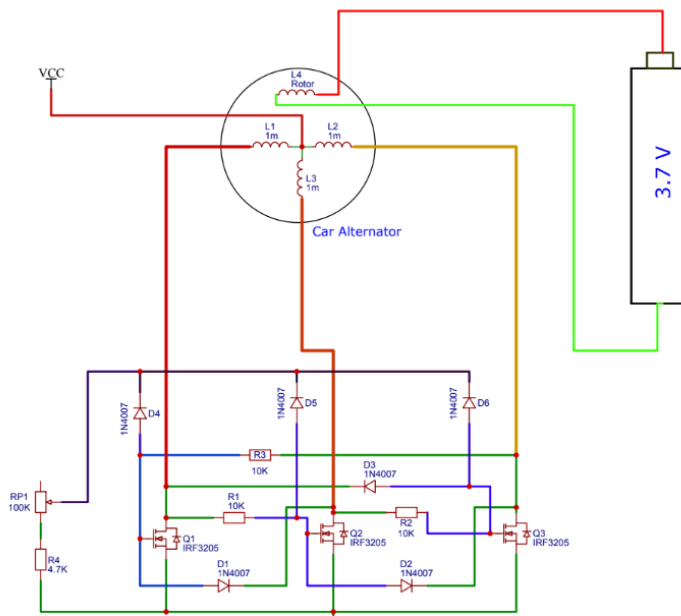 VCC
L4
Rotor
L1
1m
L2
1m
L3
1m
Car Alternator
3.7 V
1N4007
D4
1N4007
D5
1N4007
D6
R3
10K
D3
1N4007
RP1
100K
R1
10K
R2
10K
Q1
IRF3205
Q2
IRF3205
Q3
IRF3205
R4
4.7K
D1
1N4007
D2
1N4007